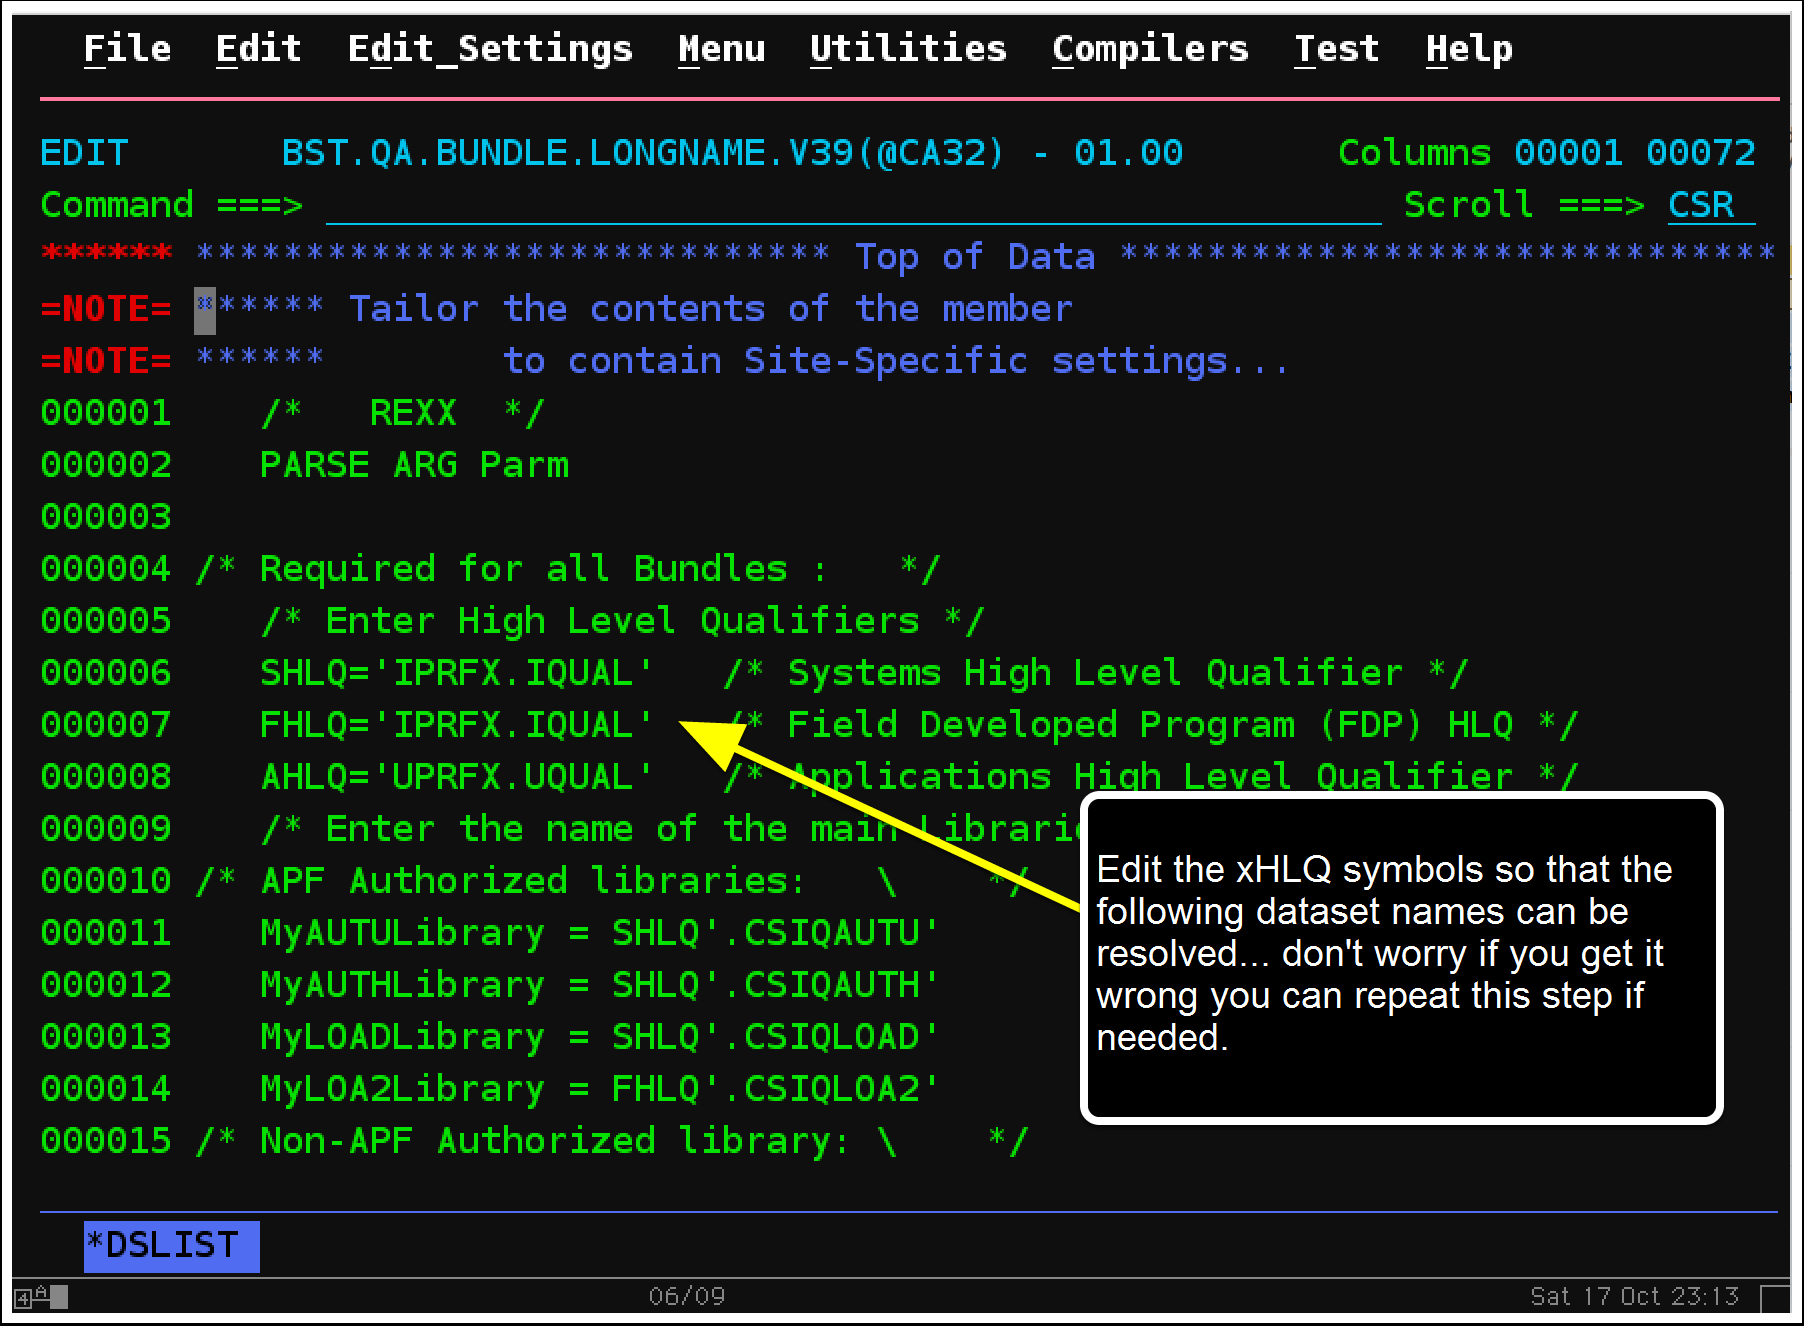 File  Edit  Edit_Settings  Menu  Utilities  Compilers  Test  Help
EDIT       BST.QA.BUNDLE.LONGNAME.V39(@CA32) - 01.00       Columns 00001 00072
Command ===>                                                  Scroll ===> CSR
****** ***************************** Top of Data ******************************
=NOTE= ****** Tailor the contents of the member
=NOTE= ******        to contain Site-Specific settings...
000001    /*   REXX  */
000002    PARSE ARG Parm
000003
000004 /* Required for all Bundles :   */
000005    /* Enter High Level Qualifiers */
000006    SHLQ='IPRFX.IQUAL'   /* Systems High Level Qualifier */
000007    FHLQ='IPRFX.IQUAL'   /* Field Developed Program (FDP) HLQ */
000008    AHLQ='UPRFX.UQUAL'   /* Applications High Level Qualifier */
000009    /* Enter the name of the main Librari
000010 /* APF Authorized libraries:   \    */
000011    MyAUTULibrary = SHLQ'.CSIQAUTU'
000012    MyAUTHLibrary = SHLQ'.CSIQAUTH'
000013    MyLOADLibrary = SHLQ'.CSIQLOAD'
000014    MyLOA2Library = FHLQ'.CSIQLOA2'
000015 /* Non-APF Authorized library: \    */
Edit the xHLQ symbols so that the
following dataset names can be
resolved... don't worry if you get it
wrong you can repeat this step if
needed.
*DSLIST
4 A 06/09 Sat 17 Oct 23:13